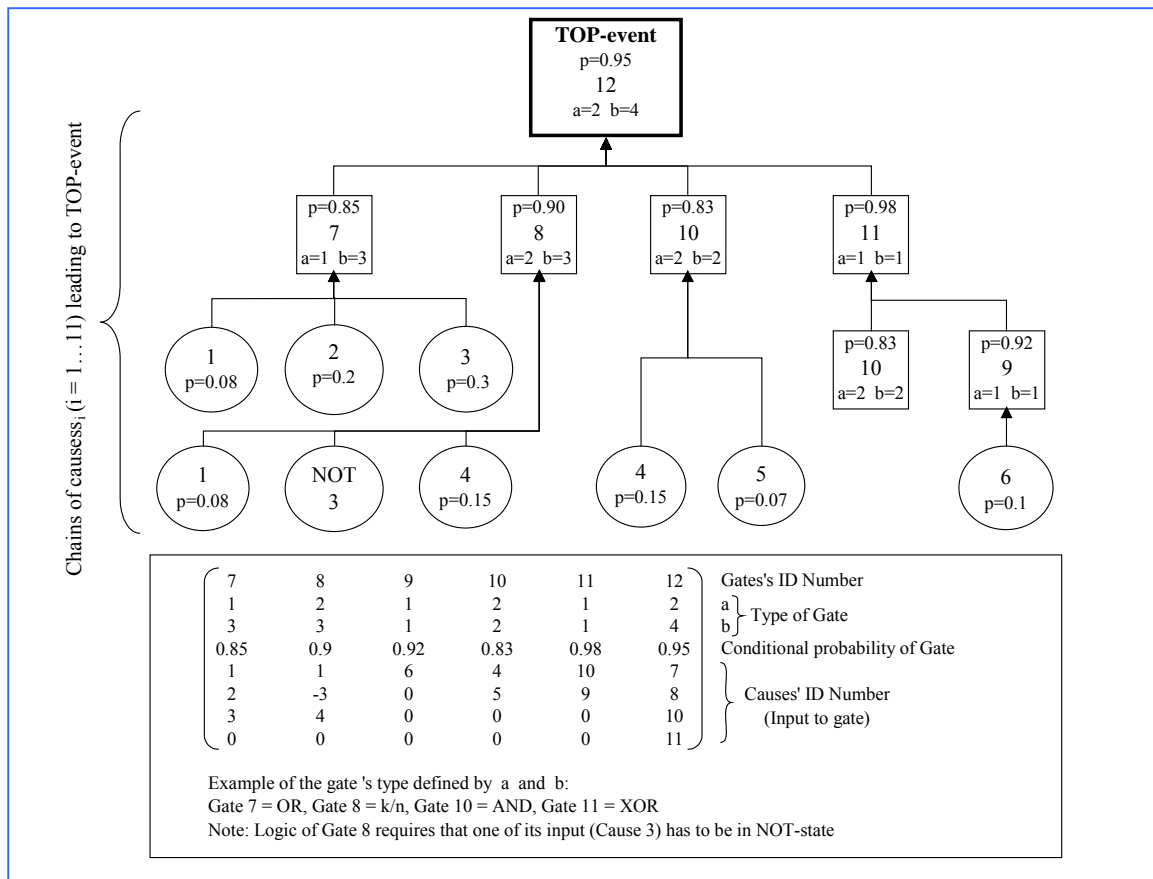 TOP-event
p=0.95
12
a=2 b=4
Chains of causess i (i = 1…11) leading to TOP-event
p=0.85
7
a=1 b=3
p=0.90
8
a=2 b=3
p=0.83
10
a=2 b=2
p=0.98
11
a=1 b=1
1
p=0.08
2
p=0.2
3
p=0.3
p=0.83
10
a=2 b=2
p=0.92
9
a=1 b=1
1
p=0.08
NOT
3
4
p=0.15
4
p=0.15
5
p=0.07
6
p=0.1
7 8 9 10 11 12 Gates's ID Number
1 2 1 2 1 2 a
Type of Gate
3 3 1 2 1 4 b
0.85 0.9 0.92 0.83 0.98 0.95 Conditional probability of Gate
1 1 6 4 10 7
2 -3 0 5 9 8 Causes' ID Number
3 4 0 0 0 10 (Input to gate)
0 0 0 0 0 11
Example of the gate 's type defined by a and b:
Gate 7 = OR, Gate 8 = k/n, Gate 10 = AND, Gate 11 = XOR
Note: Logic of Gate 8 requires that one of its input (Cause 3) has to be in NOT-state